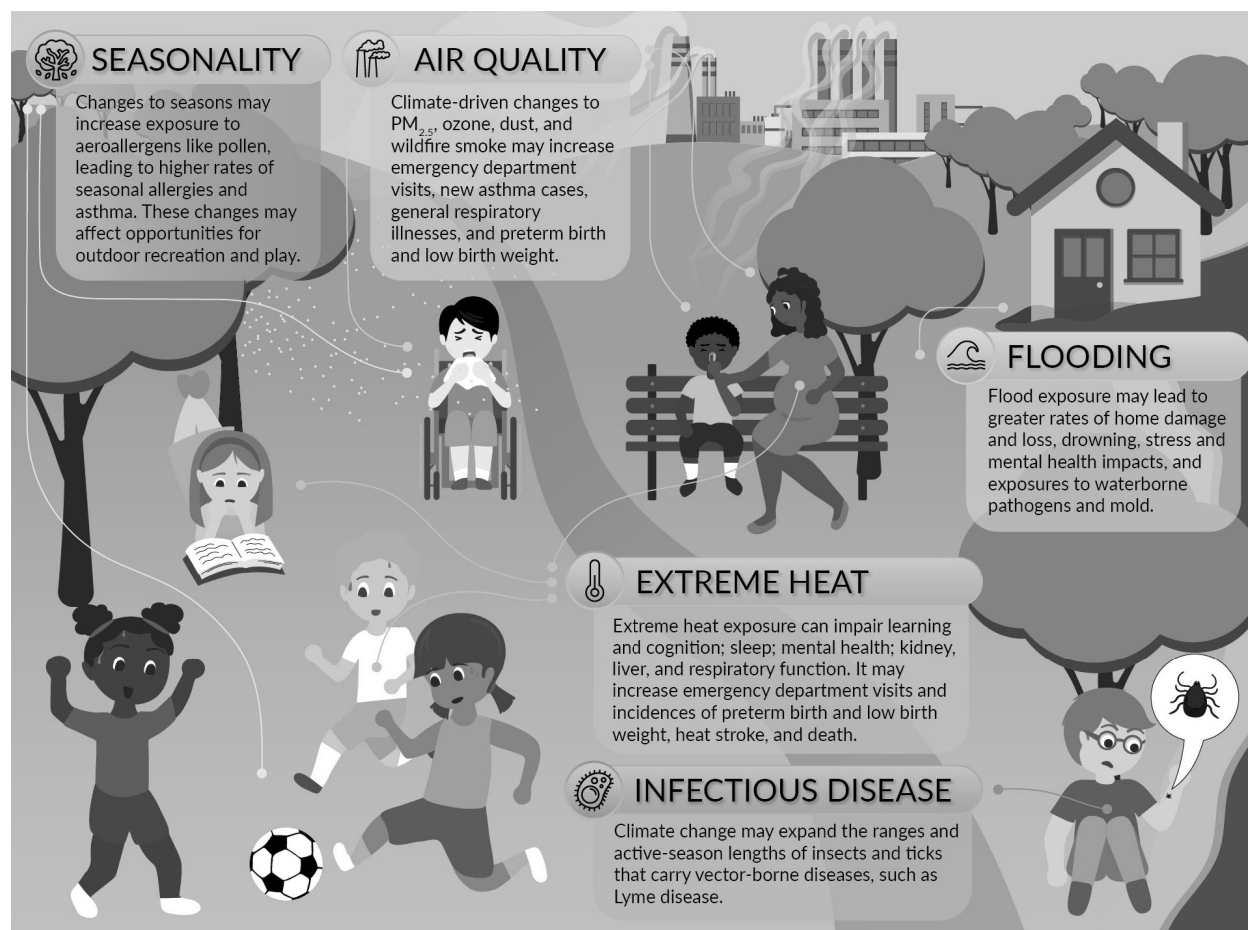 SEASONALITY
Changes to seasons may
increase exposure to
aeroallergens like pollen,
leading to higher rates of
seasonal allergies and
asthma. These changes may
affect opportunities for
outdoor recreation and play.
AIR QUALITY
Climate-driven changes to
PM2.5, ozone, dust, and
wildfire smoke may increase
emergency department
visits, new asthma cases,
general respiratory
illnesses, and preterm birth
and low birth weight.
FLOODING
Flood exposure may lead to
greater rates of home damage
and loss, drowning, stress and
mental health impacts, and
exposures to waterborne
pathogens and mold.
EXTREME HEAT
Extreme heat exposure can impair learning
and cognition; sleep; mental health; kidney,
liver, and respiratory function. It may
increase emergency department visits and
incidences of preterm birth and low birth
weight, heat stroke, and death.
INFECTIOUS DISEASE
Climate change may expand the ranges and
active-season lengths of insects and ticks
that carry vector-borne diseases, such as
Lyme disease.